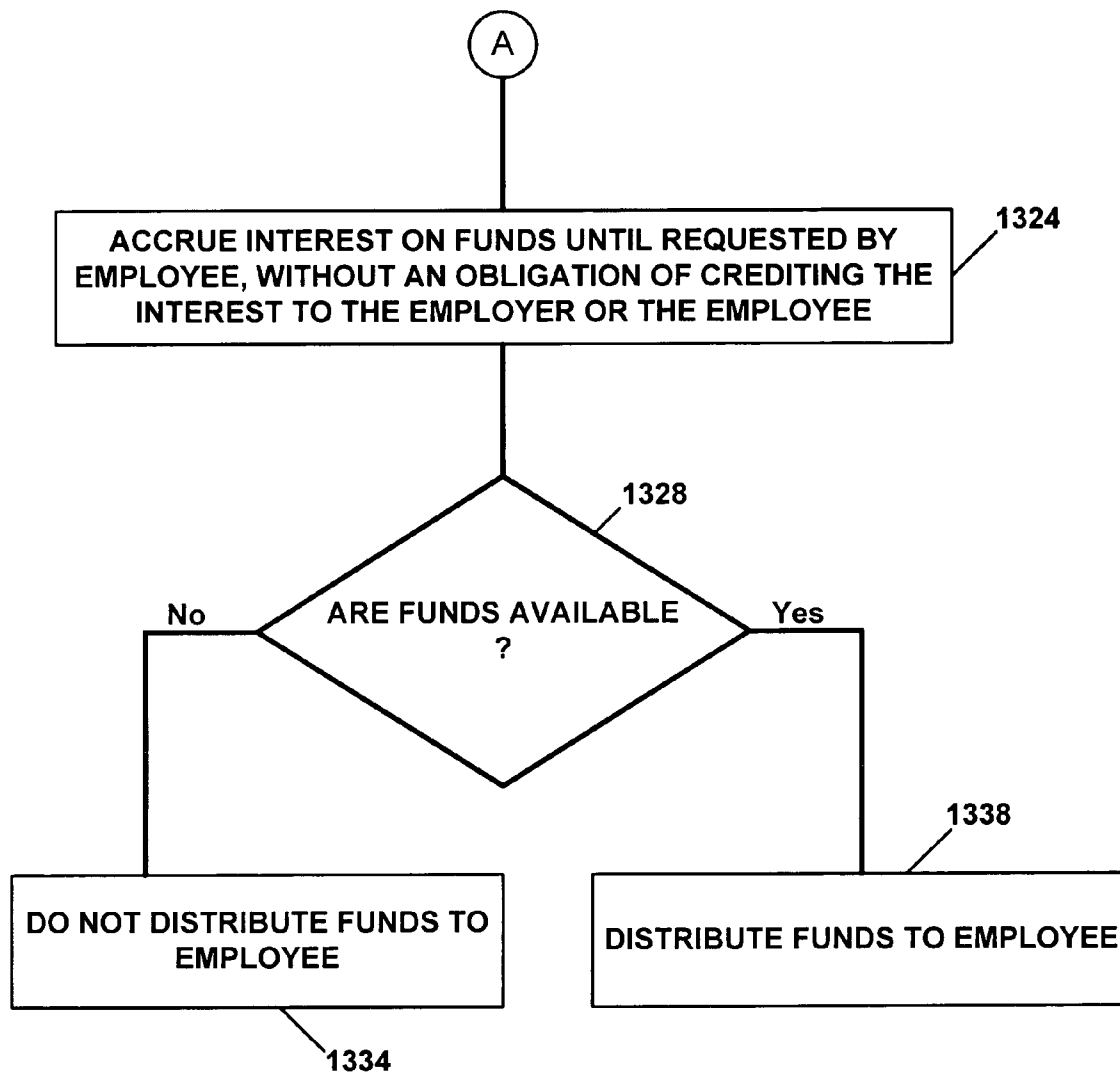 A
1324
ACCRUE INTEREST ON FUNDS UNTIL REQUESTED BY
EMPLOYEE, WITHOUT AN OBLIGATION OF CREDITING THE
INTEREST TO THE EMPLOYER OR THE EMPLOYEE
1328
ARE FUNDS AVAILABLE
?
No
Yes
1338
DO NOT DISTRIBUTE FUNDS TO
EMPLOYEE
DISTRIBUTE FUNDS TO EMPLOYEE
1334